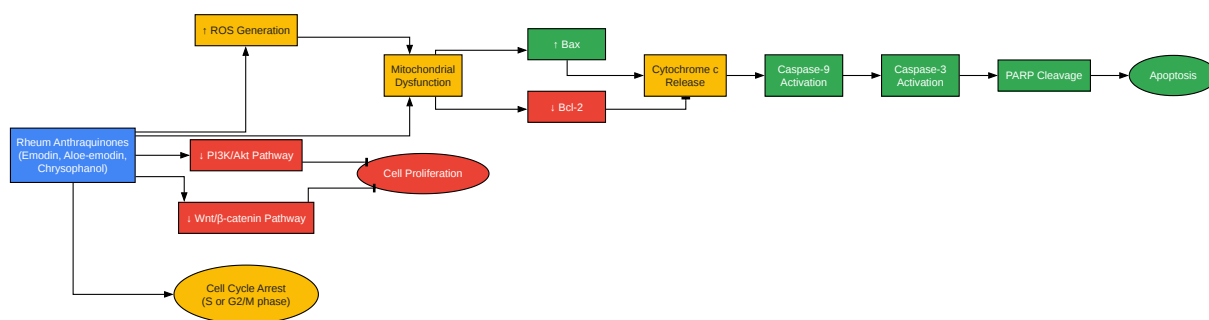 ↑ ROS Generation
Mitochondrial
Dysfunction
↑ Bax
↓ Bcl-2
Cytochrome c
Release
Caspase-9
Activation
Caspase-3
Activation
PARP Cleavage
Apoptosis
Rheum Anthraquinones
(Emodin, Aloe-emodin,
Chrysophanol)
↓ PI3K/Akt Pathway
Cell Proliferation
↓ Wnt/β-catenin Pathway
Cell Cycle Arrest
(S or G2/M phase)